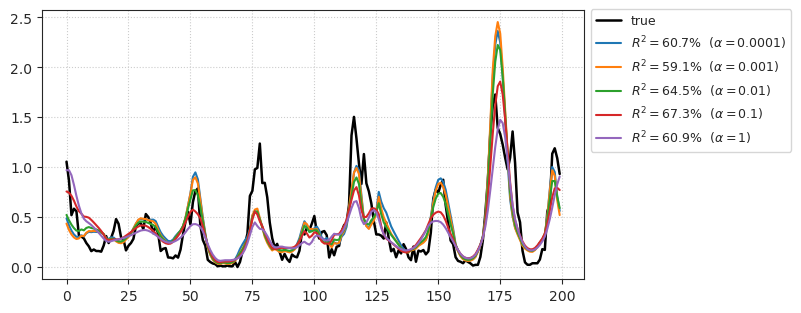 2.5
2.0
1.5
1.0
0.5
0.0
0 25 50 75 100 125 150 175 200
true
R² = 60.7% (α = 0.0001)
R² = 59.1% (α = 0.001)
R² = 64.5% (α = 0.01)
R² = 67.3% (α = 0.1)
R² = 60.9% (α = 1)